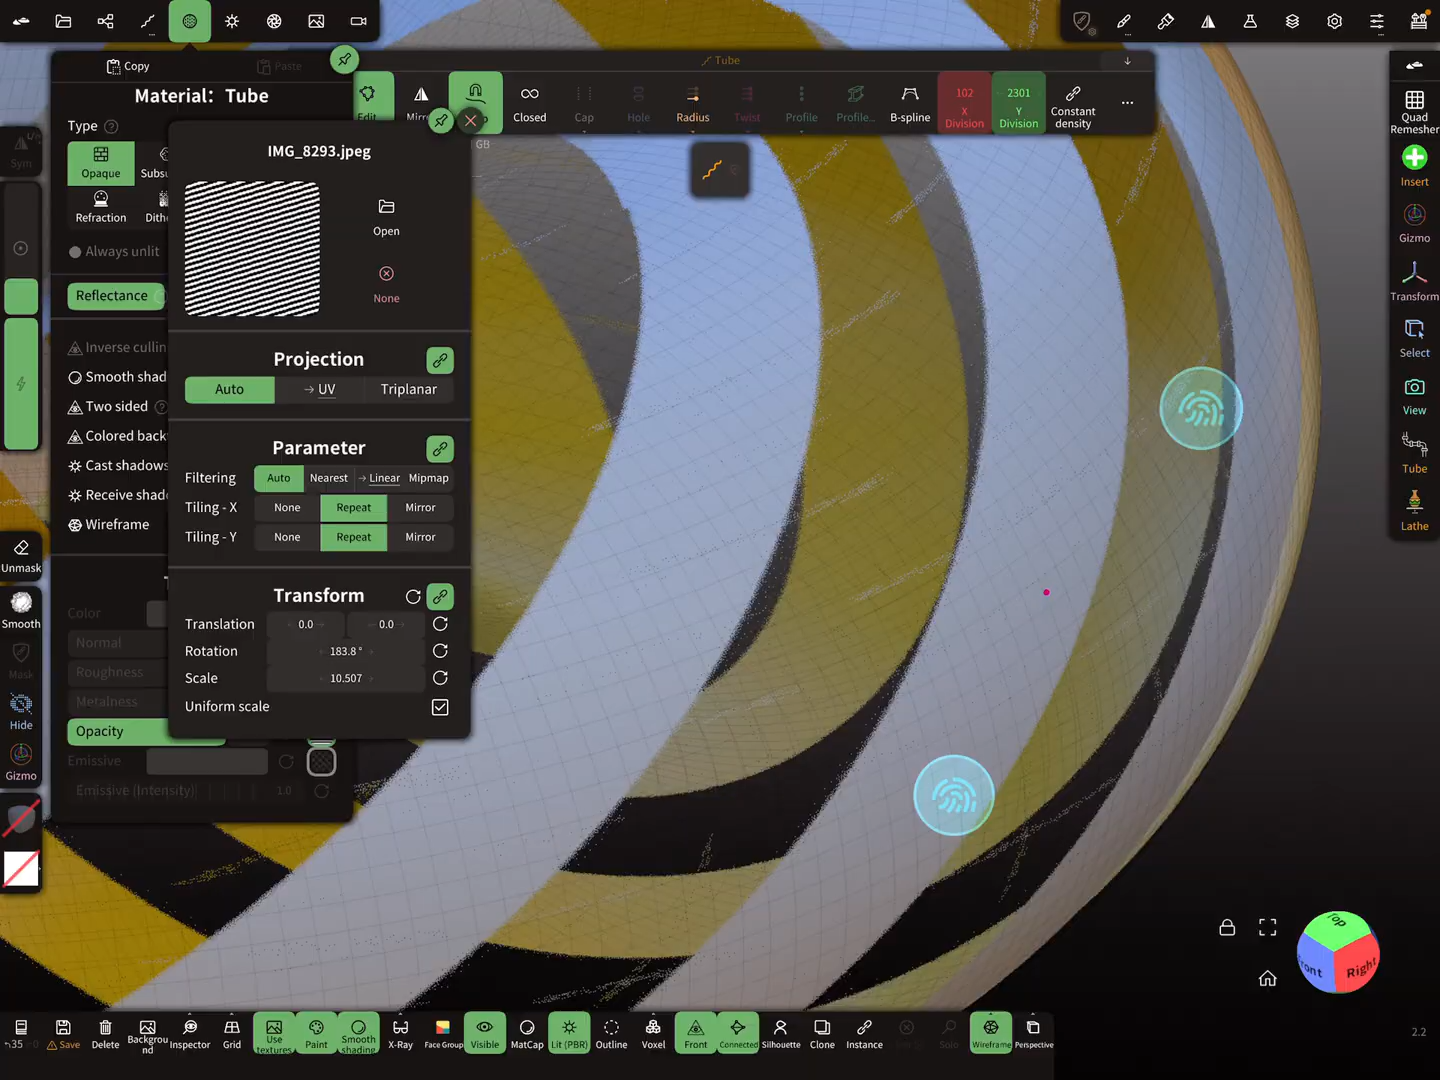 Copy
Paste
Material: Tube
Type
Opaque
Subsu
Refraction
Dith
Always unlit
Reflectance
Inverse cullin
Smooth shad
Two sided
Colored back
Cast shadows
Receive shado
Wireframe
Color
Normal
Roughness
Metalness
Opacity
Emissive
Emissive (Intensity)
1.0
IMG_8293.jpeg
Open
None
Projection
Auto
UV
Triplanar
Parameter
Filtering
Auto
Nearest
Linear
Mipmap
Tiling - X
None
Repeat
Mirror
Tiling - Y
None
Repeat
Mirror
Transform
Translation
0.0
0.0
Rotation
183.8°
Scale
10.507
Uniform scale
Tube
Edit
Closed
Cap
Hole
Radius
Twist
Profile
Profile...
B-spline
102
X
Division
2301
Y
Division
Constant
density
GB
Sym
Unmask
Smooth
Mask
Hide
Gizmo
Quad
Remesher
Insert
Gizmo
Transform
Select
View
Tube
Lathe
Top
Front
Right
2.2
Save
Delete
Backgrou
nd
Inspector
Grid
Use
textures
Paint
Smooth
shading
X-Ray
Face Group
Visible
MatCap
Lit (PBR)
Outline
Voxel
Front
Connected
Silhouette
Clone
Instance
Solo
Wireframe
Perspective